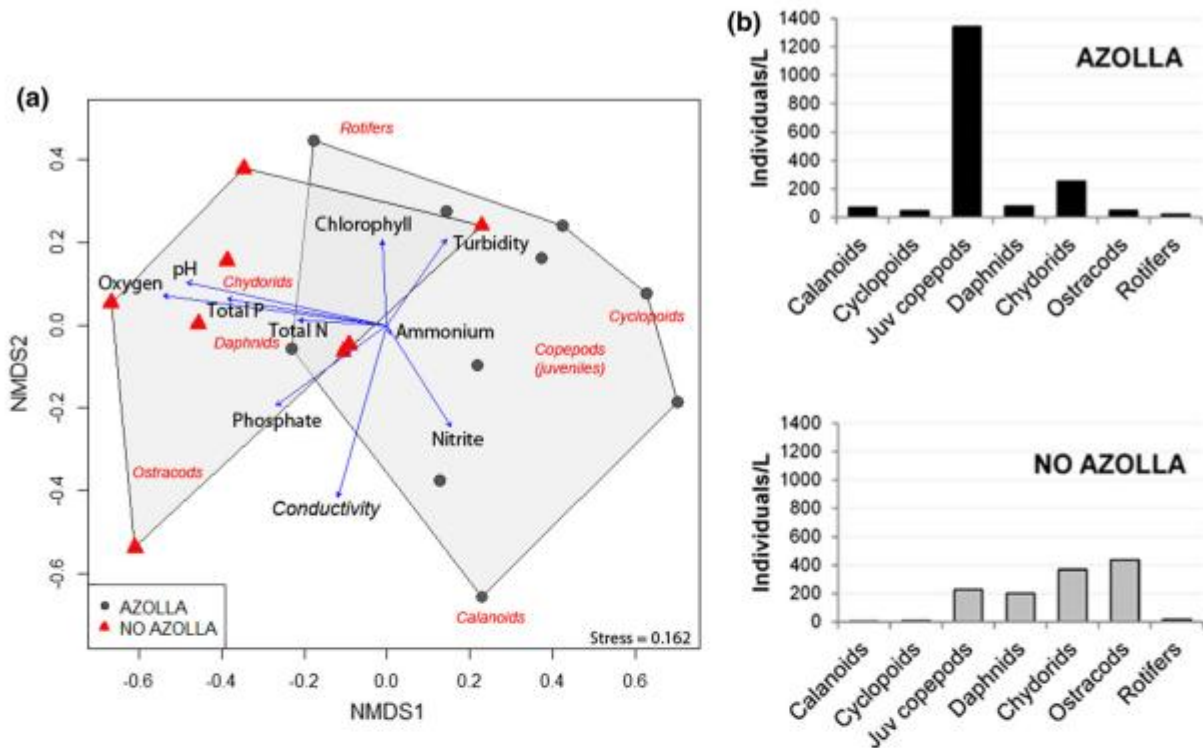 (a)
NMDS2
0.4
0.2
0.0
-0.2
-0.4
-0.6
Rotifers
Chlorophyll
Turbidity
pH
Oxygen
Chydorids
Total P
Total N
Ammonium
Cyclopoids
Daphnids
Copepods
(juveniles)
Phosphate
Nitrite
Ostracods
Conductivity
Calanoids
AZOLLA
NO AZOLLA
Stress = 0.162
-0.6 -0.4 -0.2 0.0 0.2 0.4 0.6
NMDS1
(b)
AZOLLA
Individuals/L
1400
1200
1000
800
600
400
200
0
Calanoids
Cyclopoids
Juv copepods
Daphnids
Chydorids
Ostracods
Rotifers
NO AZOLLA
Individuals/L
1400
1200
1000
800
600
400
200
0
Calanoids
Cyclopoids
Juv copepods
Daphnids
Chydorids
Ostracods
Rotifers